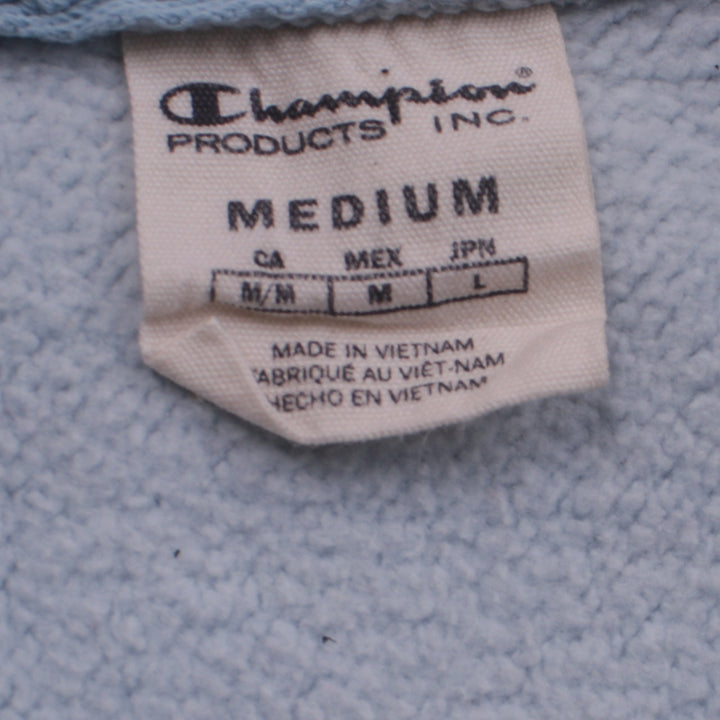 Champion®
PRODUCTS INC.
MEDIUM
CA MEX JPN
M/M M L
MADE IN VIETNAM
FABRIQUÉ AU VIÊT-NAM
HECHO EN VIETNAM